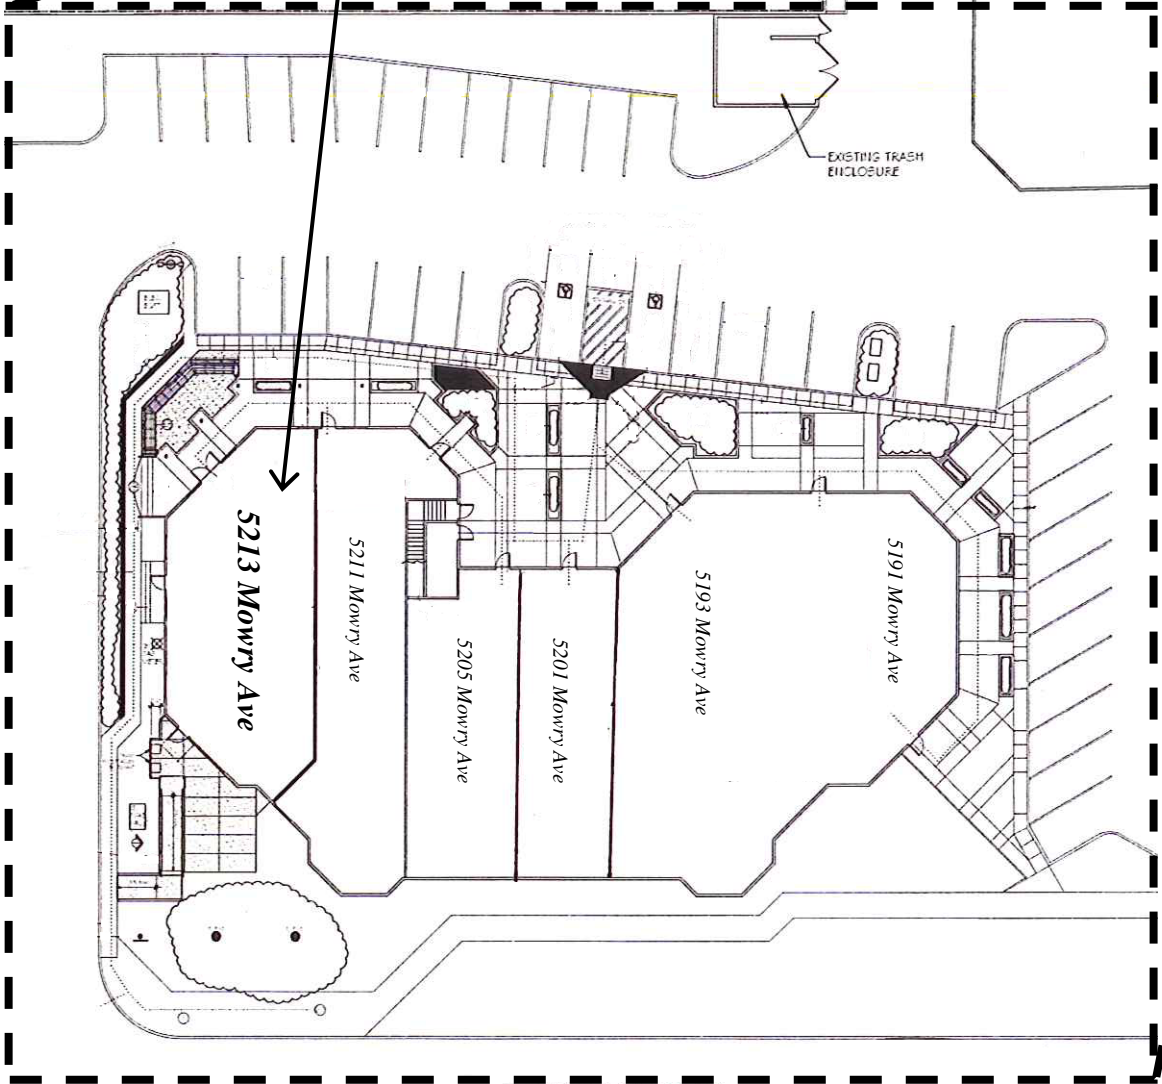 EXISTING TRASH
ENCLOSURE
5213 Mowry Ave
5211 Mowry Ave
5205 Mowry Ave
5201 Mowry Ave
5193 Mowry Ave
5191 Mowry Ave